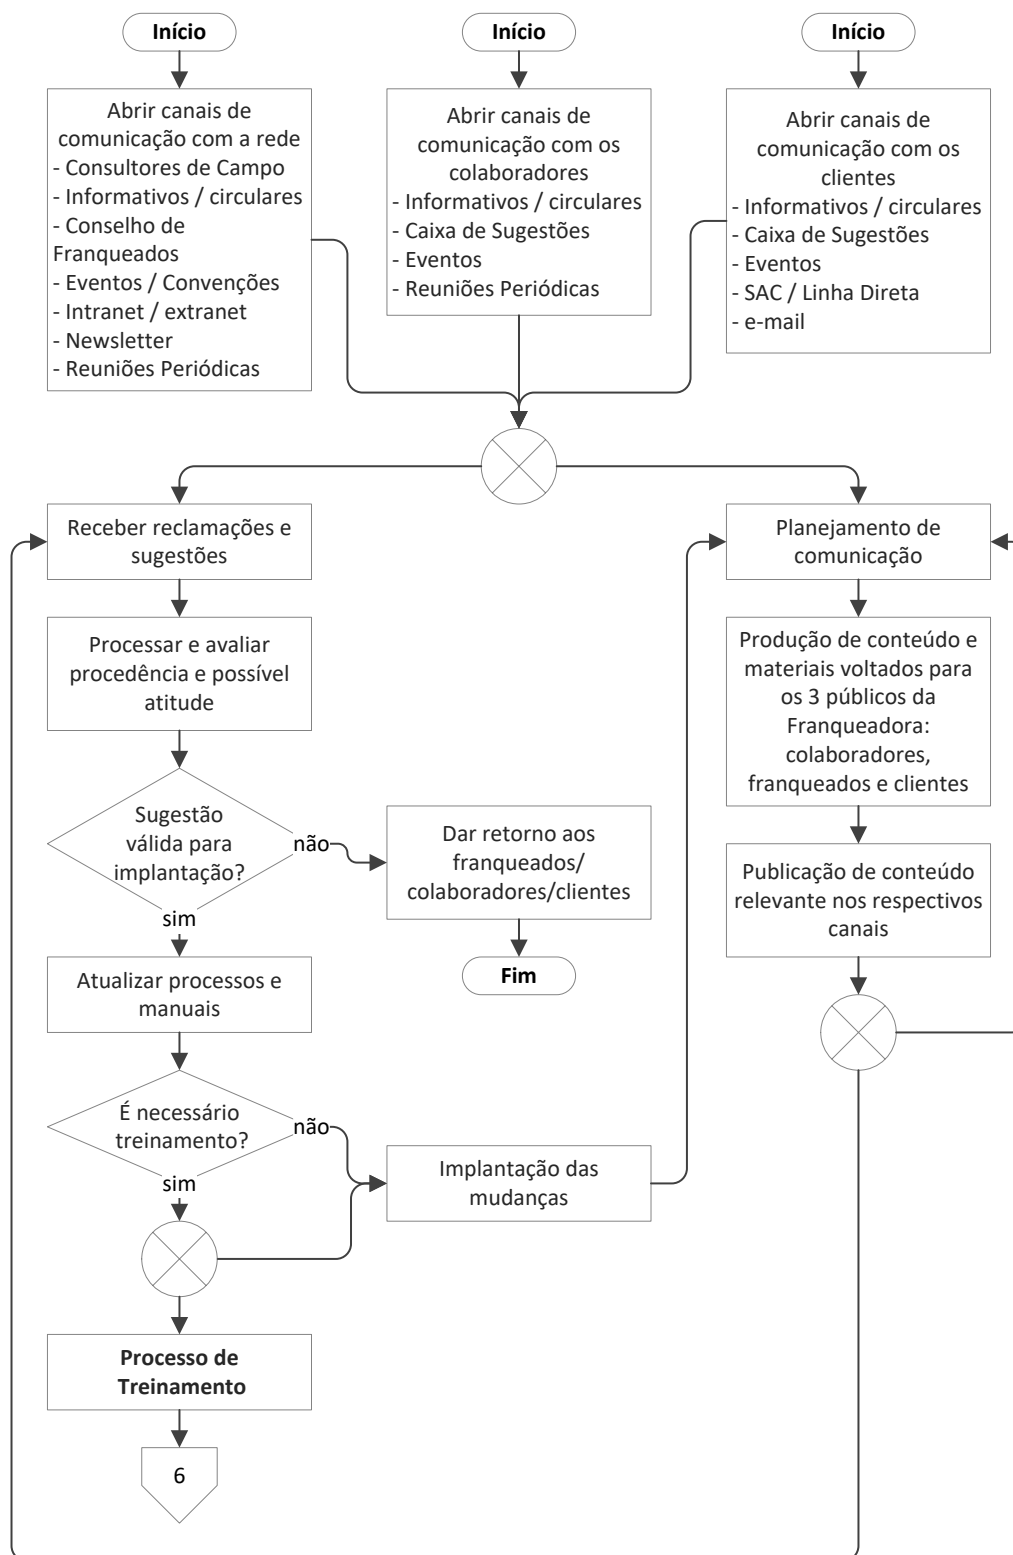 Início
Abrir canais de
comunicação com a rede
- Consultores de Campo
- Informativos / circulares
- Conselho de
Franqueados
- Eventos / Convenções
- Intranet / extranet
- Newsletter
- Reuniões Periódicas
Início
Abrir canais de
comunicação com os
colaboradores
- Informativos / circulares
- Caixa de Sugestões
- Eventos
- Reuniões Periódicas
Início
Abrir canais de
comunicação com os
clientes
- Informativos / circulares
- Caixa de Sugestões
- Eventos
- SAC / Linha Direta
- e-mail
Receber reclamações e
sugestões
Processar e avaliar
procedência e possível
atitude
Sugestão
válida para
implantação?
não
sim
Dar retorno aos
franqueados/
colaboradores/clientes
Fim
Atualizar processos e
manuais
É necessário
treinamento?
não
sim
Implantação das
mudanças
Processo de
Treinamento
6
Planejamento de
comunicação
Produção de conteúdo e
materiais voltados para
os 3 públicos da
Franqueadora:
colaboradores,
franqueados e clientes
Publicação de conteúdo
relevante nos respectivos
canais